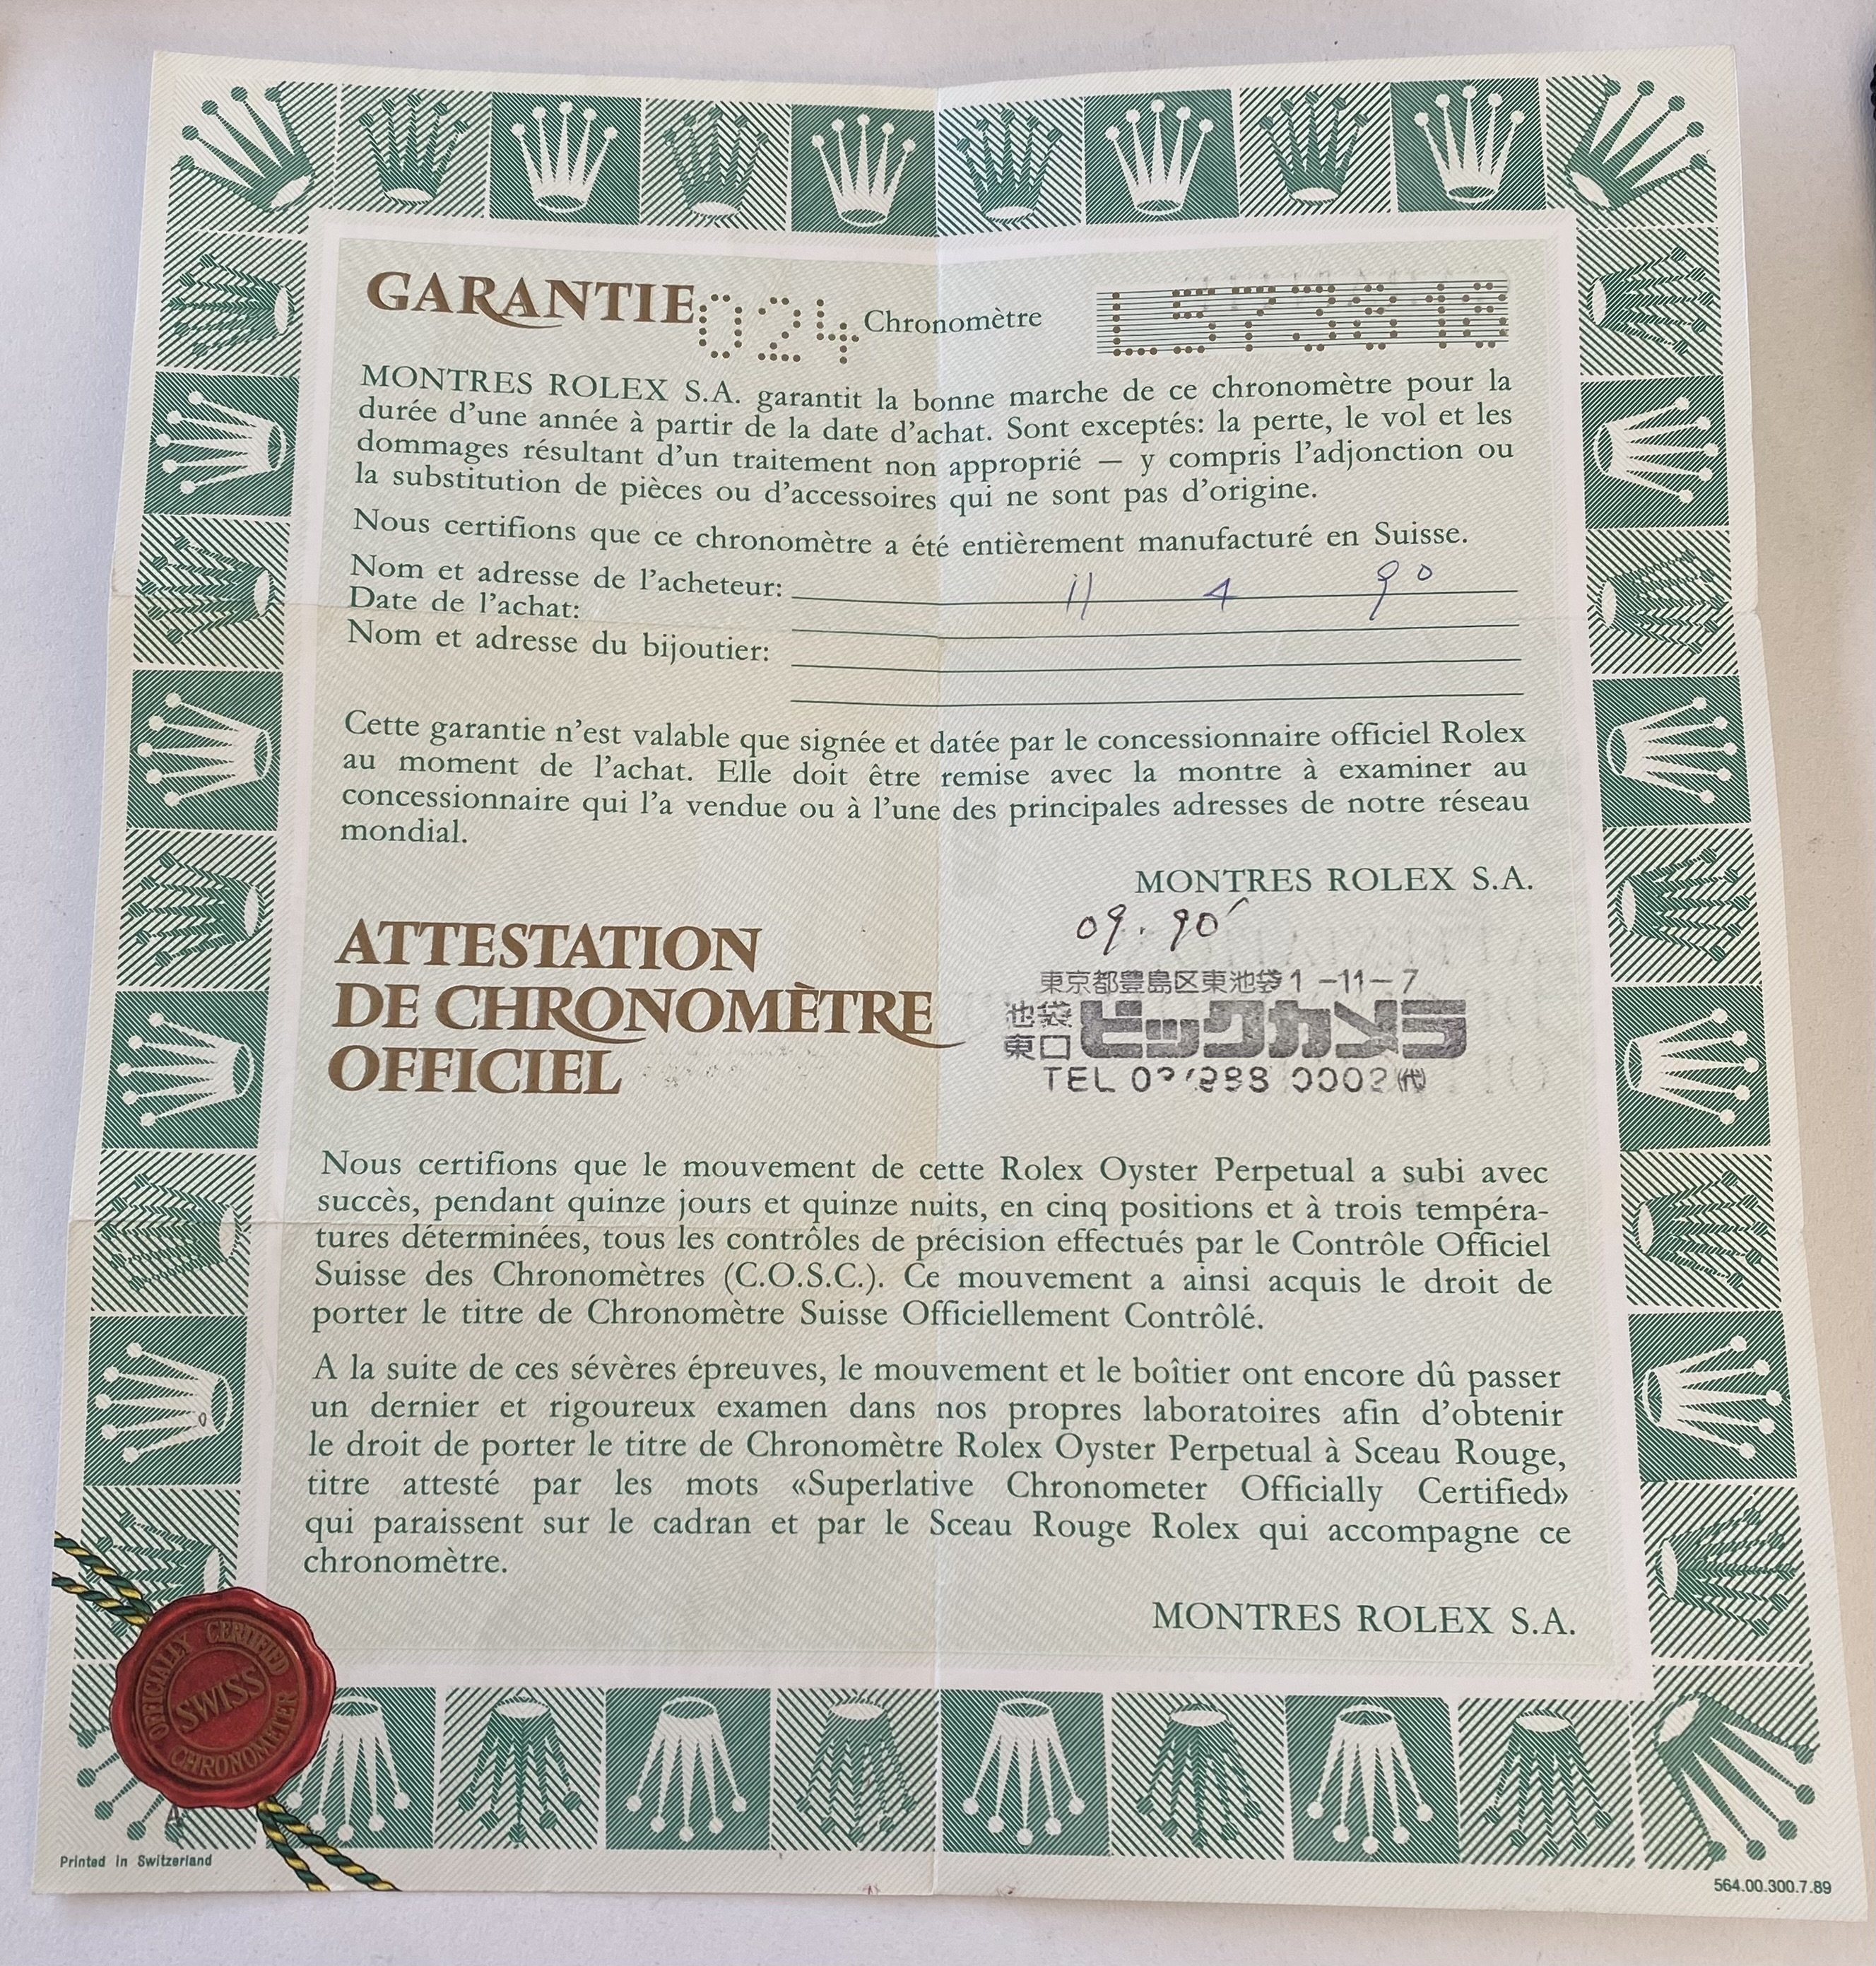 GARANTIE 024 Chronomètre L573818
MONTRES ROLEX S.A. garantit la bonne marche de ce chronomètre pour la
durée d'une année à partir de la date d'achat. Sont exceptés: la perte, le vol et les
dommages résultant d'un traitement non approprié — y compris l'adjonction ou
la substitution de pièces ou d'accessoires qui ne sont pas d'origine.
Nous certifions que ce chronomètre a été entièrement manufacturé en Suisse.
Nom et adresse de l'acheteur: 11 4 90
Date de l'achat:
Nom et adresse du bijoutier:
Cette garantie n'est valable que signée et datée par le concessionnaire officiel Rolex
au moment de l'achat. Elle doit être remise avec la montre à examiner au
concessionnaire qui l'a vendue ou à l'une des principales adresses de notre réseau
mondial.
MONTRES ROLEX S.A.
09.90
ATTESTATION
DE CHRONOMÈTRE
OFFICIEL
東京都豊島区東池袋1-11-7
池袋東口 ビックカメラ
TEL
Nous certifions que le mouvement de cette Rolex Oyster Perpetual a subi avec
succès, pendant quinze jours et quinze nuits, en cinq positions et à trois tempéra-
tures déterminées, tous les contrôles de précision effectués par le Contrôle Officiel
Suisse des Chronomètres (C.O.S.C.). Ce mouvement a ainsi acquis le droit de
porter le titre de Chronomètre Suisse Officiellement Contrôlé.
A la suite de ces sévères épreuves, le mouvement et le boîtier ont encore dû passer
un dernier et rigoureux examen dans nos propres laboratoires afin d'obtenir
le droit de porter le titre de Chronomètre Rolex Oyster Perpetual à Sceau Rouge,
titre attesté par les mots «Superlative Chronometer Officially Certified»
qui paraissent sur le cadran et par le Sceau Rouge Rolex qui accompagne ce
chronomètre.
MONTRES ROLEX S.A.
OFFICIALLY CERTIFIED
SWISS
CHRONOMETER
Printed in Switzerland
564.00.300.7.89